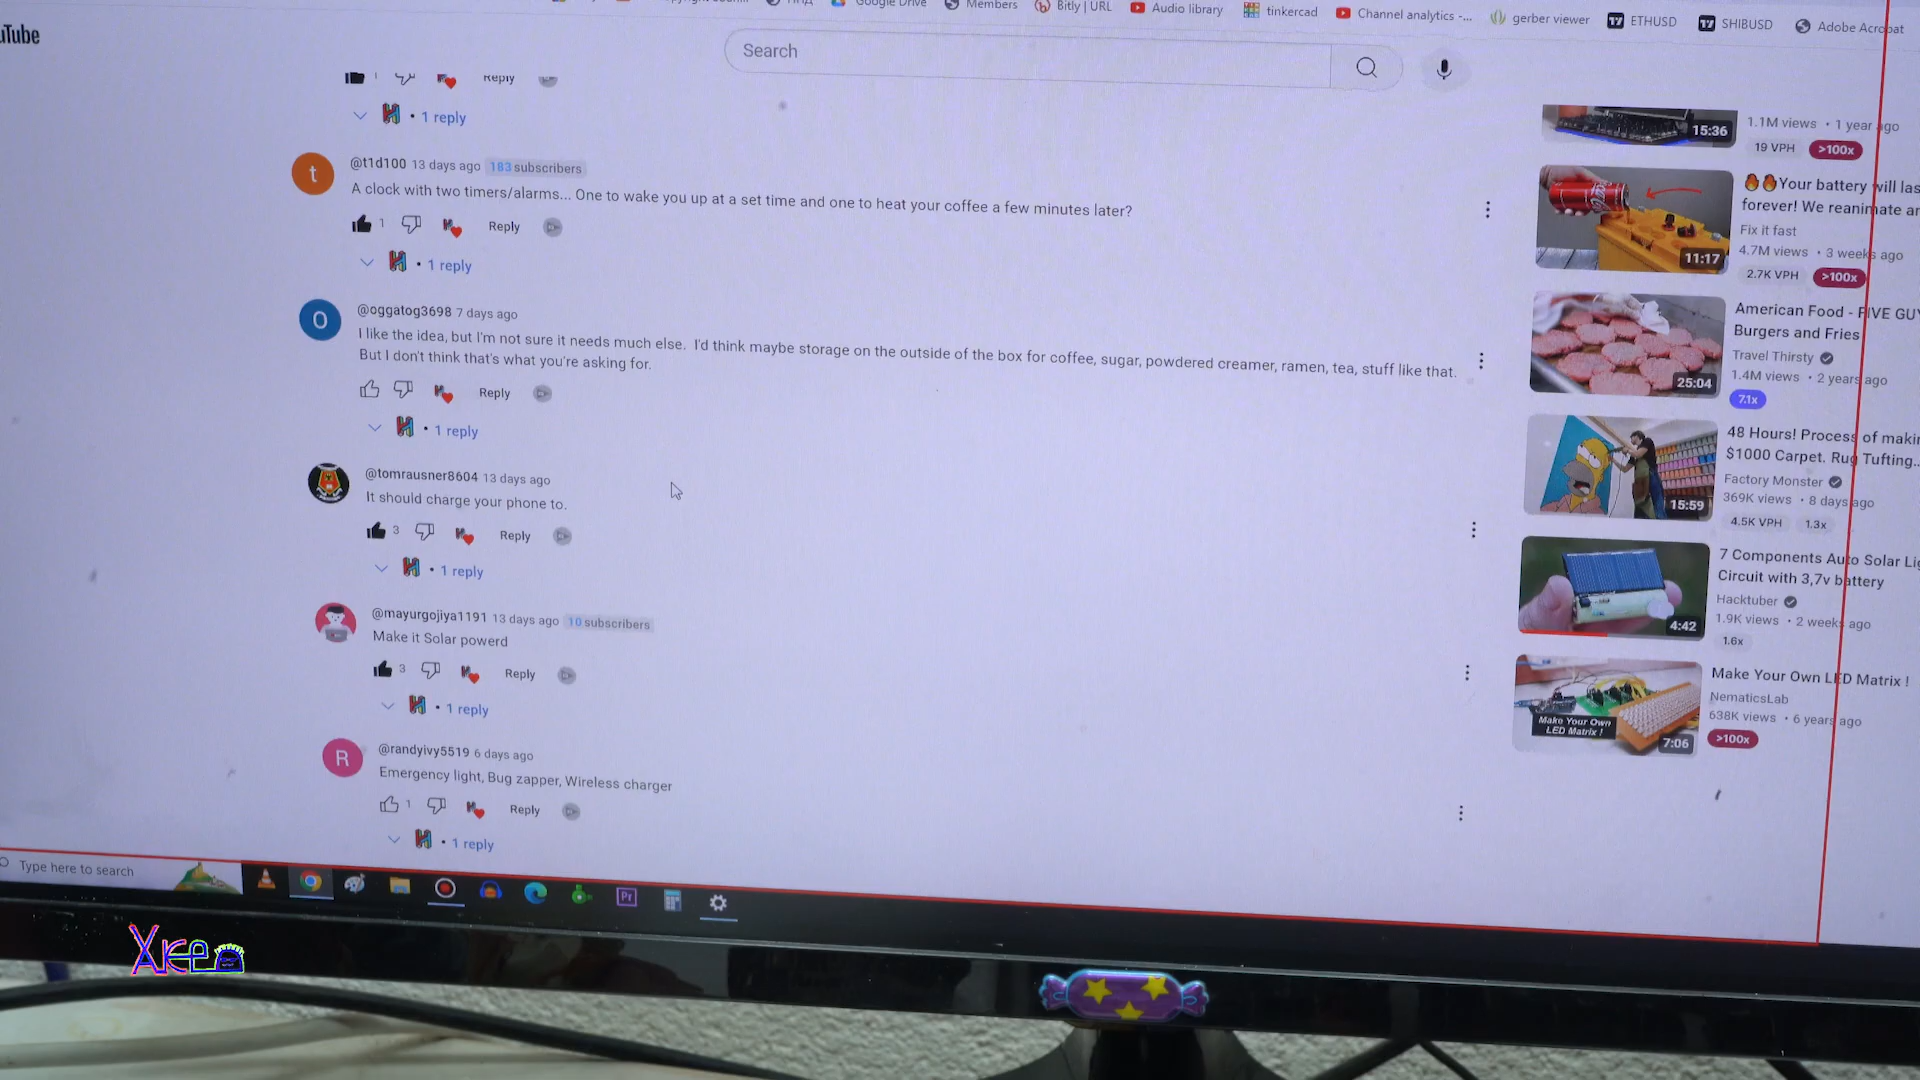 Google Drive
Members
Bitly | URL
Audio library
tinkercad
Channel analytics -...
gerber viewer
ETHUSD
SHIBUSD
Adobe Acrobat
uTube
Search
1
Reply
1 reply
@t1d100 13 days ago 183 subscribers
A clock with two timers/alarms... One to wake you up at a set time and one to heat your coffee a few minutes later?
1 Reply
1 reply
@oggatog3698 7 days ago
I like the idea, but I'm not sure it needs much else. I'd think maybe storage on the outside of the box for coffee, sugar, powdered creamer, ramen, tea, stuff like that.
But I don't think that's what you're asking for.
Reply
1 reply
@tomrausner8604 13 days ago
It should charge your phone to.
3 Reply
1 reply
@mayurgojiya1191 13 days ago 10 subscribers
Make it Solar powerd
3 Reply
1 reply
@randyivy5519 6 days ago
Emergency light, Bug zapper, Wireless charger
1 Reply
1 reply
15:36
1.1M views • 1 year ago
19 VPH >100x
11:17
🔥🔥Your battery will las
forever! We reanimate an
Fix it fast
4.7M views • 3 weeks ago
2.7K VPH >100x
25:04
American Food - FIVE GUY
Burgers and Fries
Travel Thirsty
1.4M views • 2 years ago
7.1x
15:59
48 Hours! Process of makin
$1000 Carpet. Rug Tufting...
Factory Monster
369K views • 8 days ago
4.5K VPH 1.3x
4:42
7 Components Auto Solar Lig
Circuit with 3,7v battery
Hacktuber
1.9K views • 2 weeks ago
1.6x
Make Your Own
LED Matrix !
7:06
Make Your Own LED Matrix !
NematicsLab
638K views • 6 years ago
>100x
Type here to search
Pr